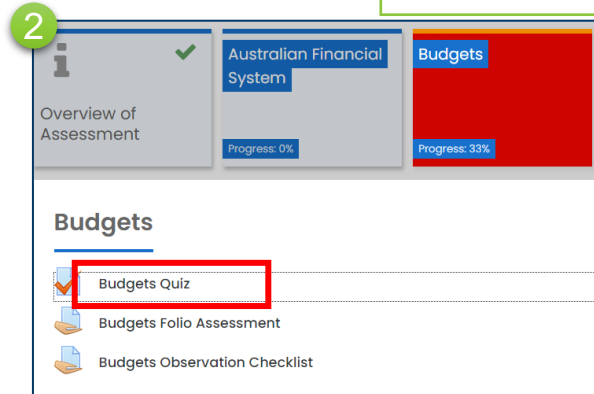 2
Overview of
Assessment
Australian Financial
System
Progress: 0%
Budgets
Progress: 33%
Budgets
Budgets Quiz
Budgets Folio Assessment
Budgets Observation Checklist